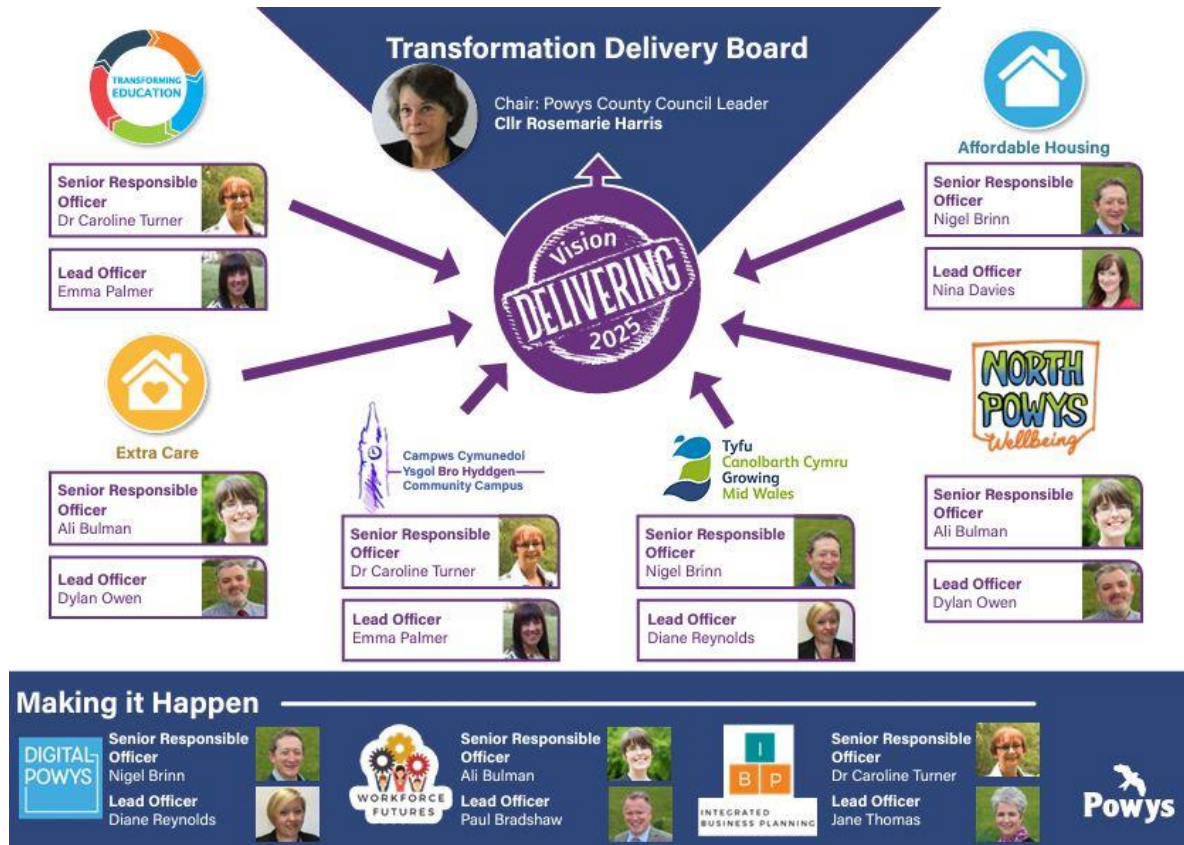 Transformation Delivery Board
Chair: Powys County Council Leader
Cllr Rosemarie Harris
TRANSFORMING
EDUCATION
Senior Responsible
Officer
Dr Caroline Turner
Lead Officer
Emma Palmer
Affordable Housing
Senior Responsible
Officer
Nigel Brinn
Lead Officer
Nina Davies
Vision
DELIVERING
2025
Extra Care
Senior Responsible
Officer
Ali Bulman
Lead Officer
Dylan Owen
Campws Cymunedol
Ysgol Bro Hyddgen
Community Campus
Senior Responsible
Officer
Dr Caroline Turner
Lead Officer
Emma Palmer
Tyfu
Canolbarth Cymru
Growing
Mid Wales
Senior Responsible
Officer
Nigel Brinn
Lead Officer
Diane Reynolds
NORTH
POWYS
Wellbeing
Senior Responsible
Officer
Ali Bulman
Lead Officer
Dylan Owen
Making it Happen
DIGITAL
POWYS
Senior Responsible
Officer
Nigel Brinn
Lead Officer
Diane Reynolds
WORKFORCE
FUTURES
Senior Responsible
Officer
Ali Bulman
Lead Officer
Paul Bradshaw
I
B P
INTEGRATED
BUSINESS PLANNING
Senior Responsible
Officer
Dr Caroline Turner
Lead Officer
Jane Thomas
Powys